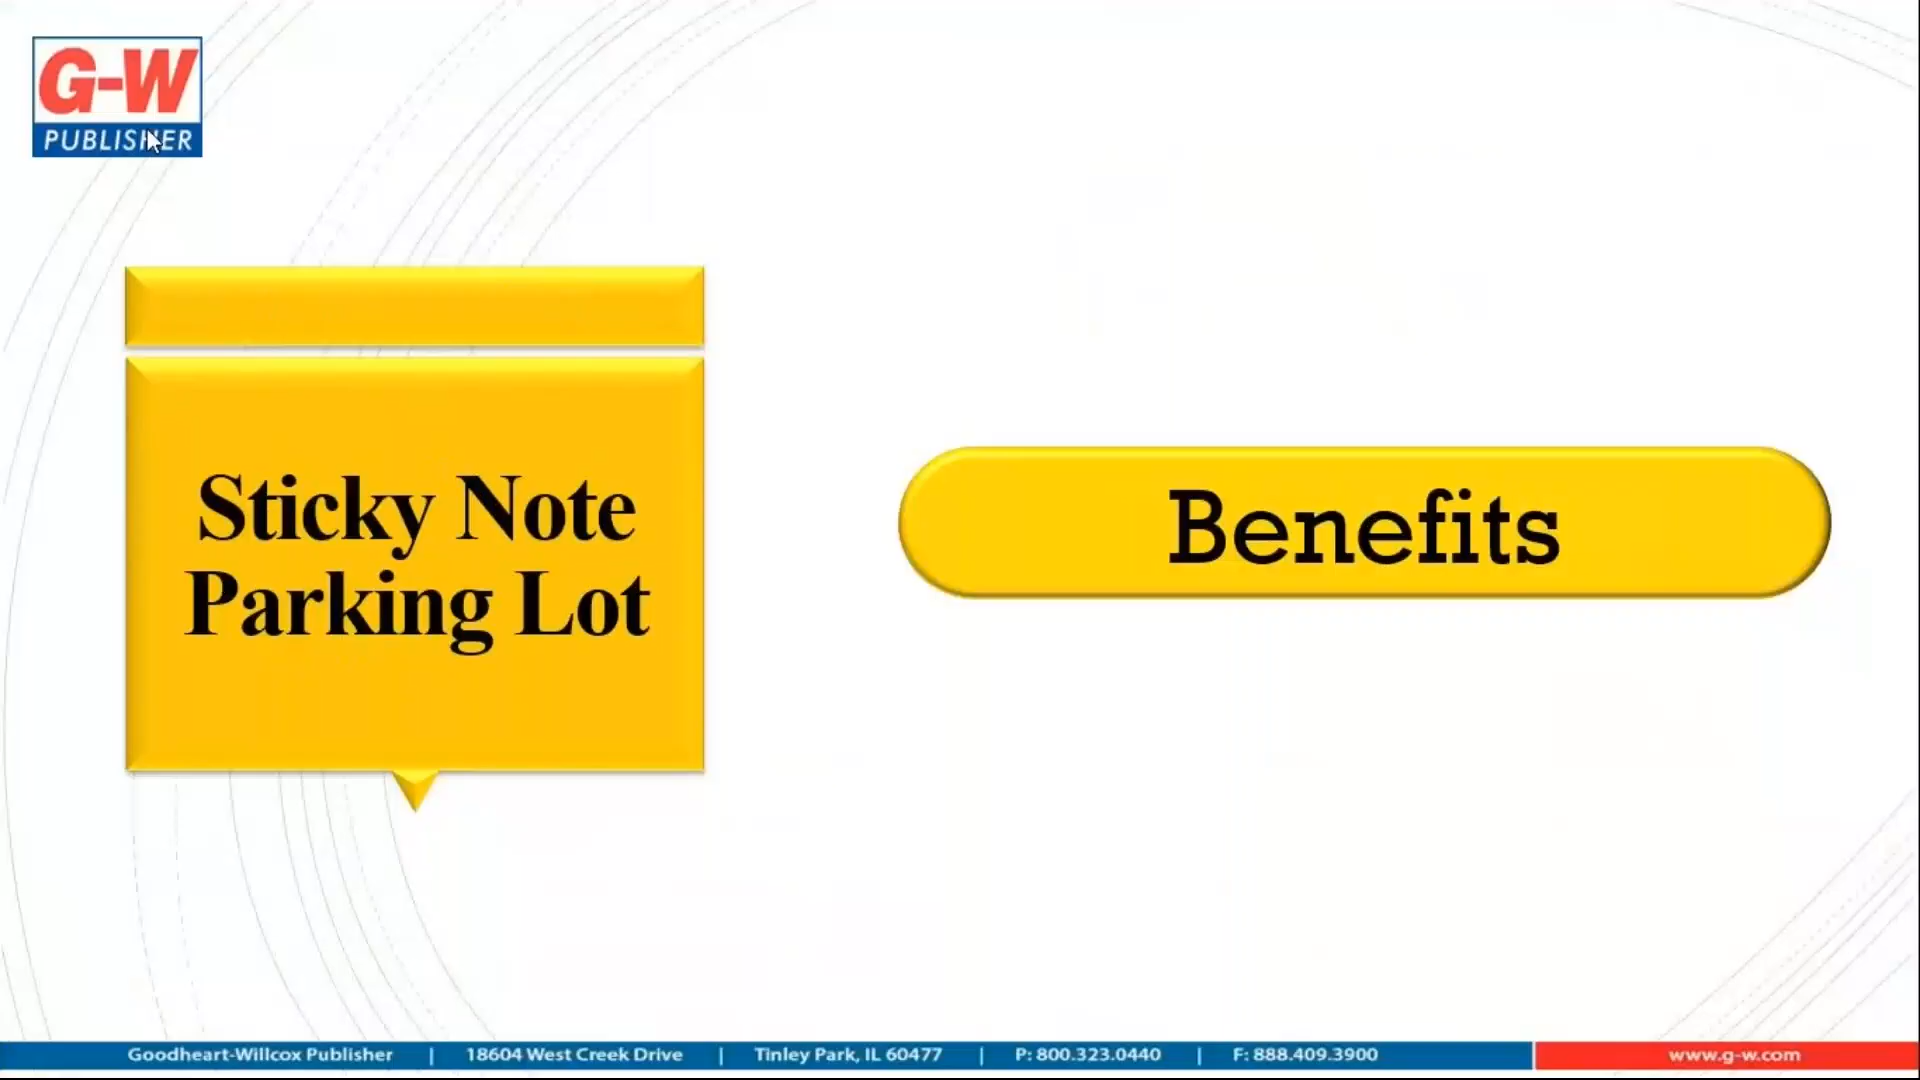 G-W
PUBLISHER
Sticky Note
Parking Lot
Benefits
Goodheart-Willcox Publisher | 18604 West Creek Drive | Tinley Park, IL 60477 | P: 800.323.0440 | F: 888.409.3900
www.g-w.com